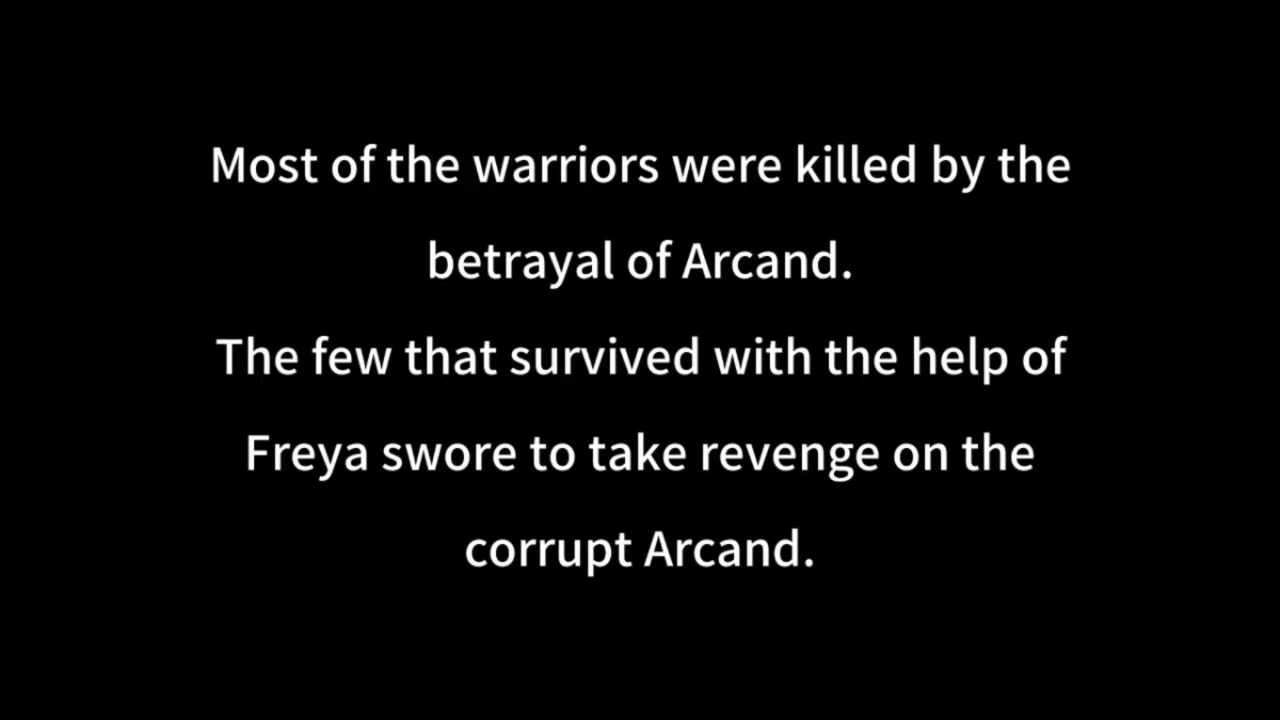 Most of the warriors were killed by the
betrayal of Arcand.
The few that survived with the help of
Freya swore to take revenge on the
corrupt Arcand.